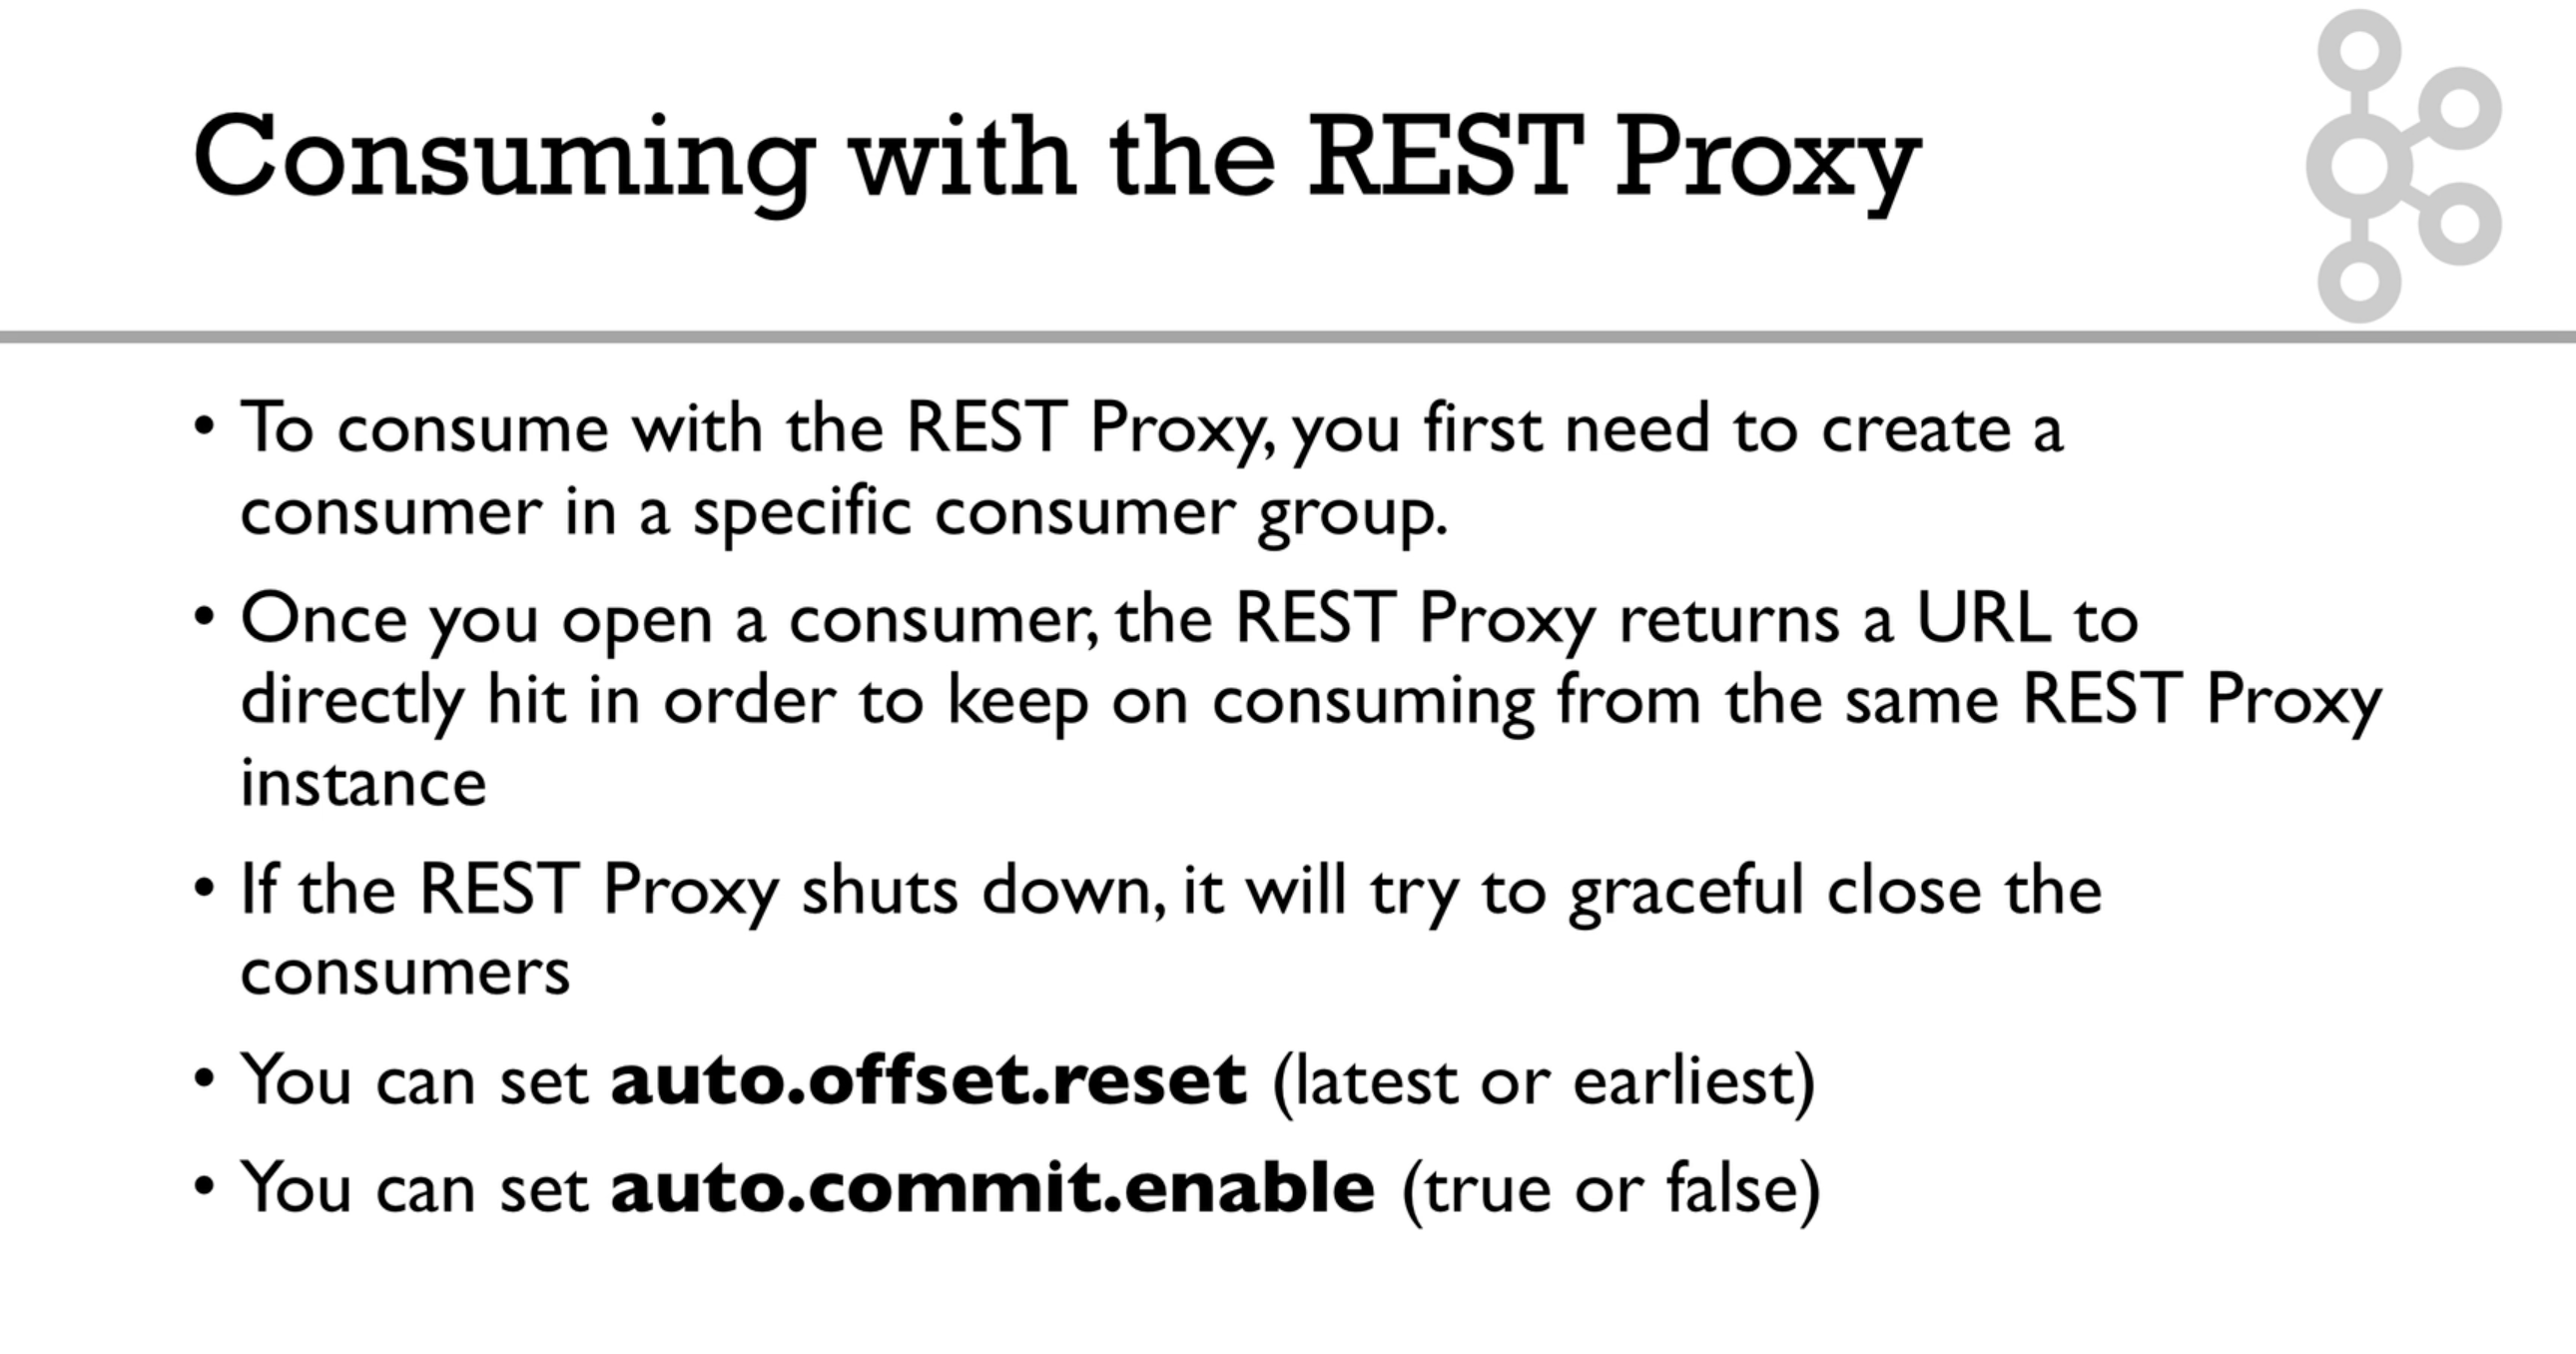 Consuming with the REST Proxy
• To consume with the REST Proxy, you first need to create a
consumer in a specific consumer group.
• Once you open a consumer, the REST Proxy returns a URL to
directly hit in order to keep on consuming from the same REST Proxy
instance
• If the REST Proxy shuts down, it will try to graceful close the
consumers
• You can set auto.offset.reset (latest or earliest)
• You can set auto.commit.enable (true or false)